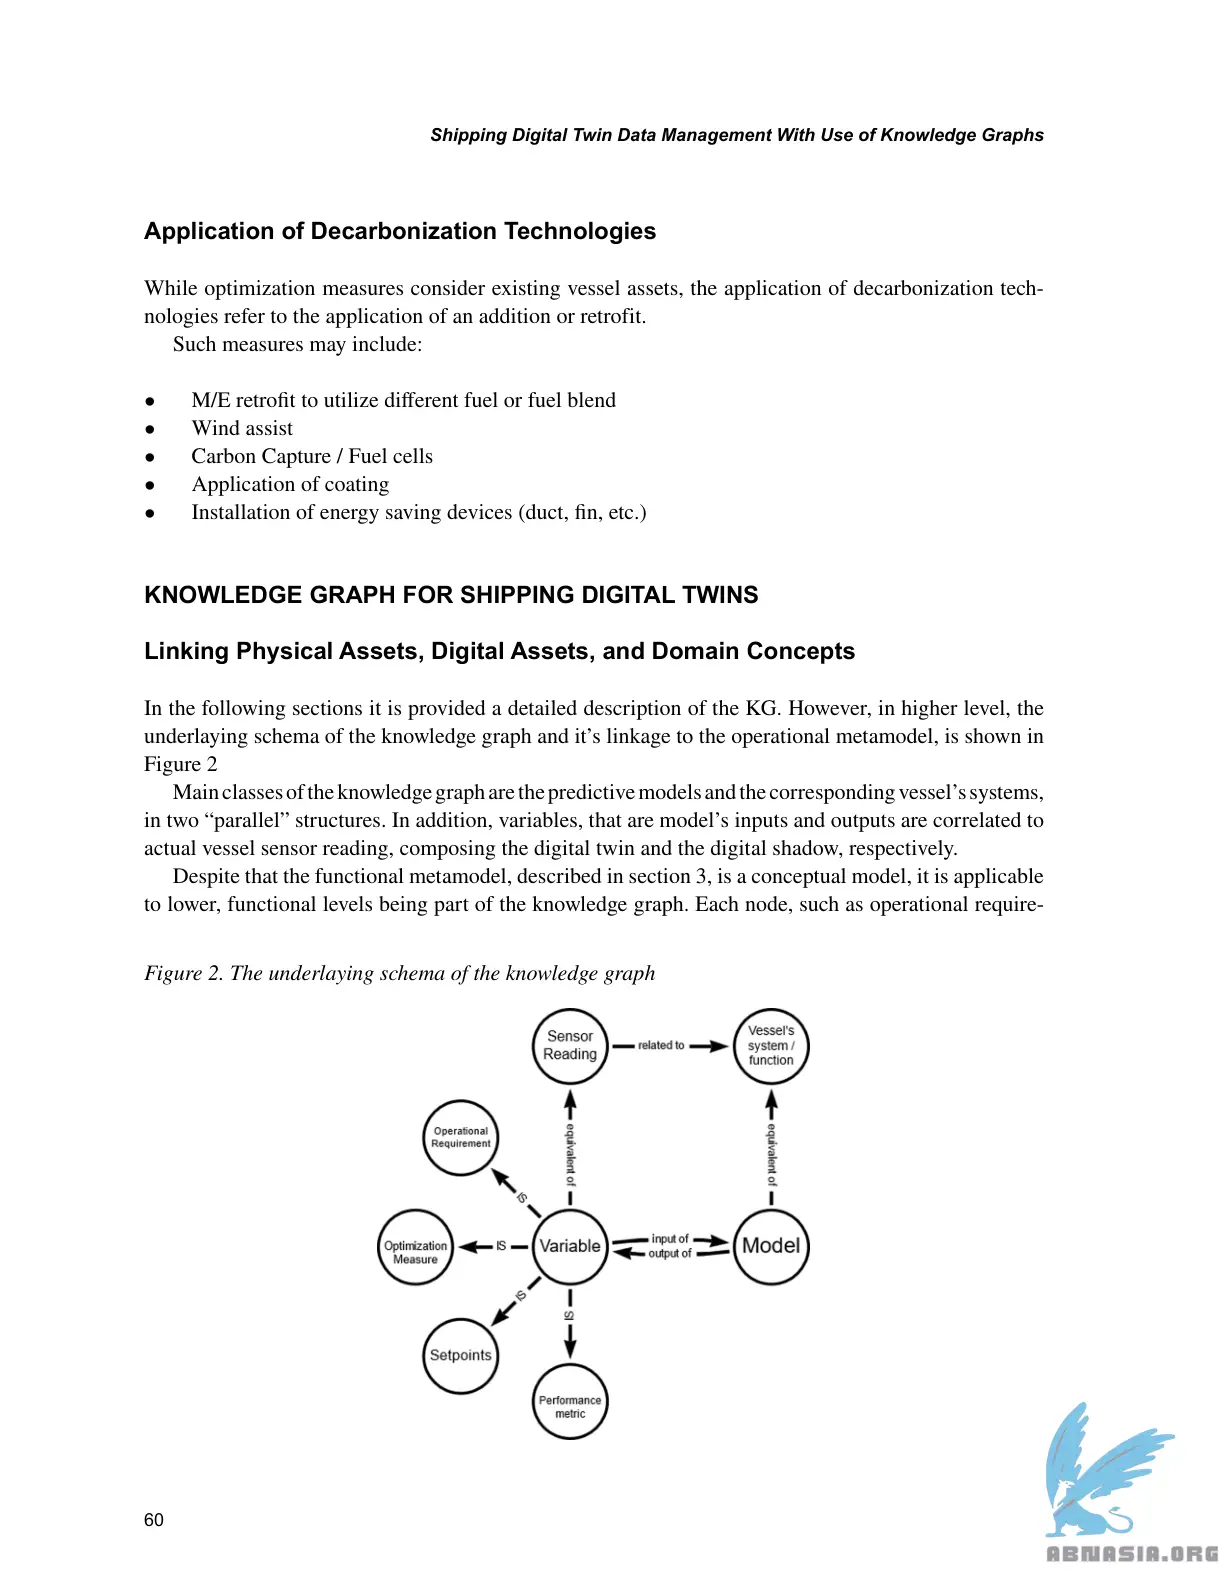 Shipping Digital Twin Data Management With Use of Knowledge Graphs
Application of Decarbonization Technologies
While optimization measures consider existing vessel assets, the application of decarbonization tech-
nologies refer to the application of an addition or retrofit.
Such measures may include:
● M/E retrofit to utilize different fuel or fuel blend
● Wind assist
● Carbon Capture / Fuel cells
● Application of coating
● Installation of energy saving devices (duct, fin, etc.)
KNOWLEDGE GRAPH FOR SHIPPING DIGITAL TWINS
Linking Physical Assets, Digital Assets, and Domain Concepts
In the following sections it is provided a detailed description of the KG. However, in higher level, the
underlaying schema of the knowledge graph and it's linkage to the operational metamodel, is shown in
Figure 2
Main classes of the knowledge graph are the predictive models and the corresponding vessel's systems,
in two “parallel” structures. In addition, variables, that are model's inputs and outputs are correlated to
actual vessel sensor reading, composing the digital twin and the digital shadow, respectively.
Despite that the functional metamodel, described in section 3, is a conceptual model, it is applicable
to lower, functional levels being part of the knowledge graph. Each node, such as operational require-
Figure 2. The underlaying schema of the knowledge graph
Sensor
Reading
related to
Vessel's
system /
function
Operational
Requirement
equivalent of
equivalent of
IS
Optimization
Measure
IS
Variable
input of
output of
Model
IS
IS
Setpoints
Performance
metric
60
ABNASIA.ORG